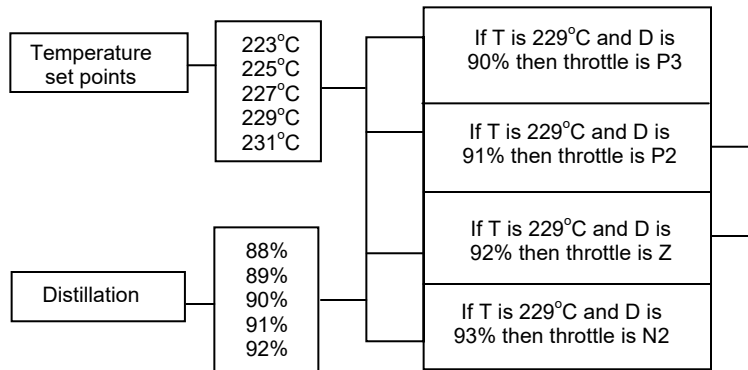 Temperature
set points
223°C
225°C
227°C
229°C
231°C
If T is 229°C and D is
90% then throttle is P3
If T is 229°C and D is
91% then throttle is P2
If T is 229°C and D is
92% then throttle is Z
If T is 229°C and D is
93% then throttle is N2
Distillation
88%
89%
90%
91%
92%